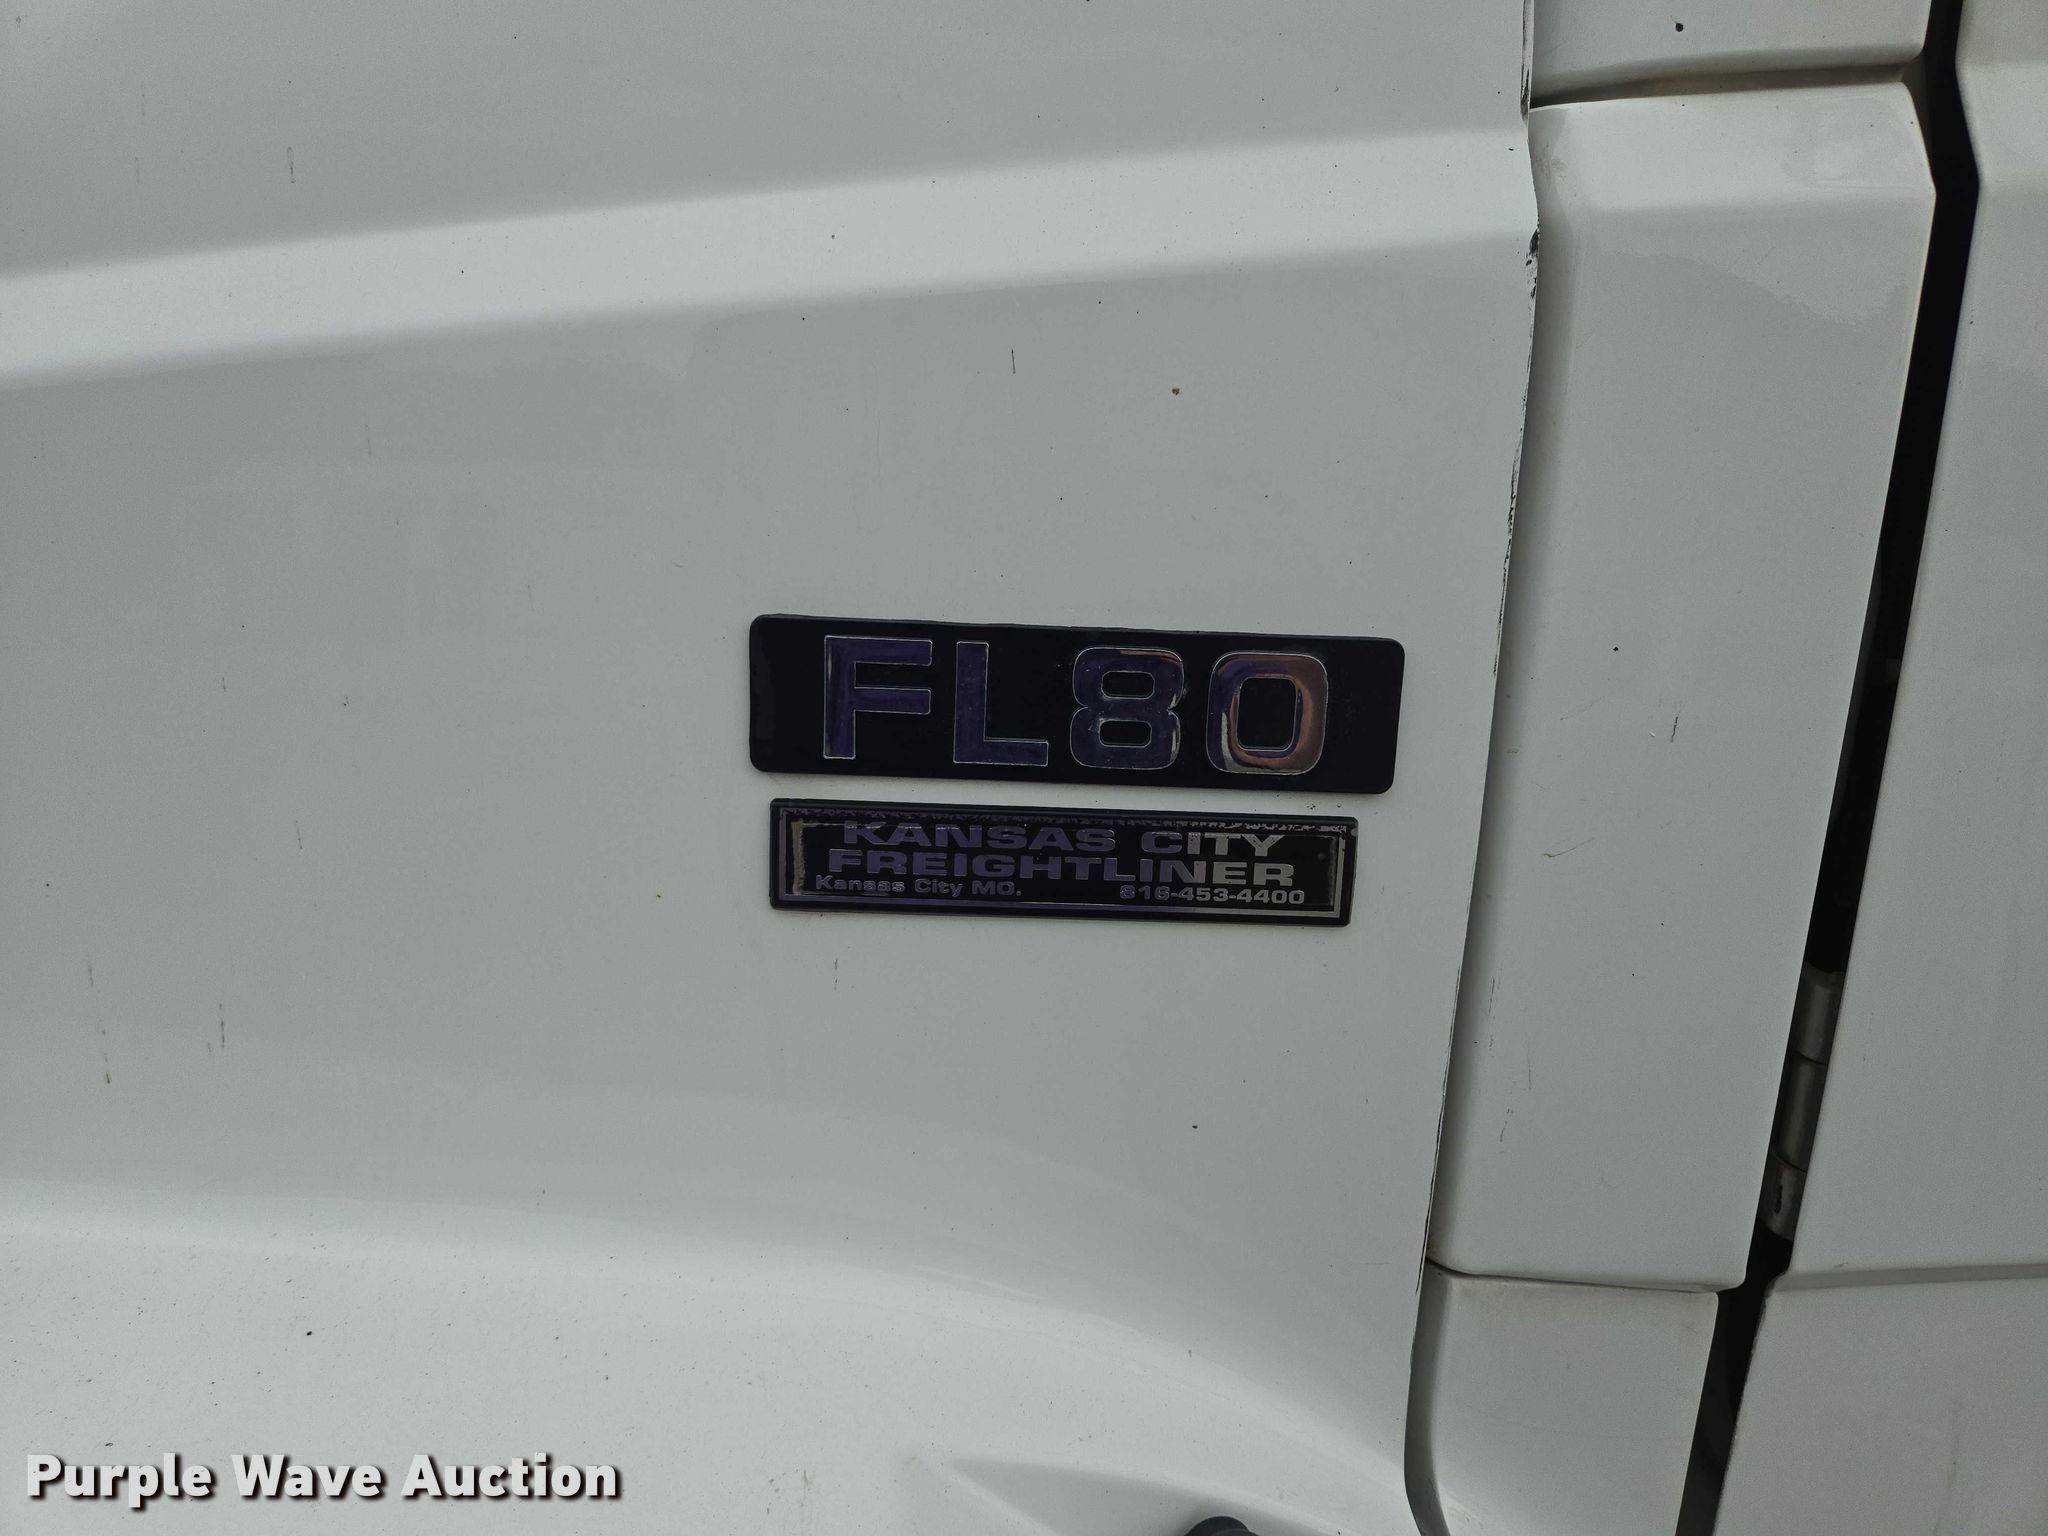 FL80
KANSAS CITY
FREIGHTLINER
Kansas City MO. 816-453-4400
Purple Wave Auction